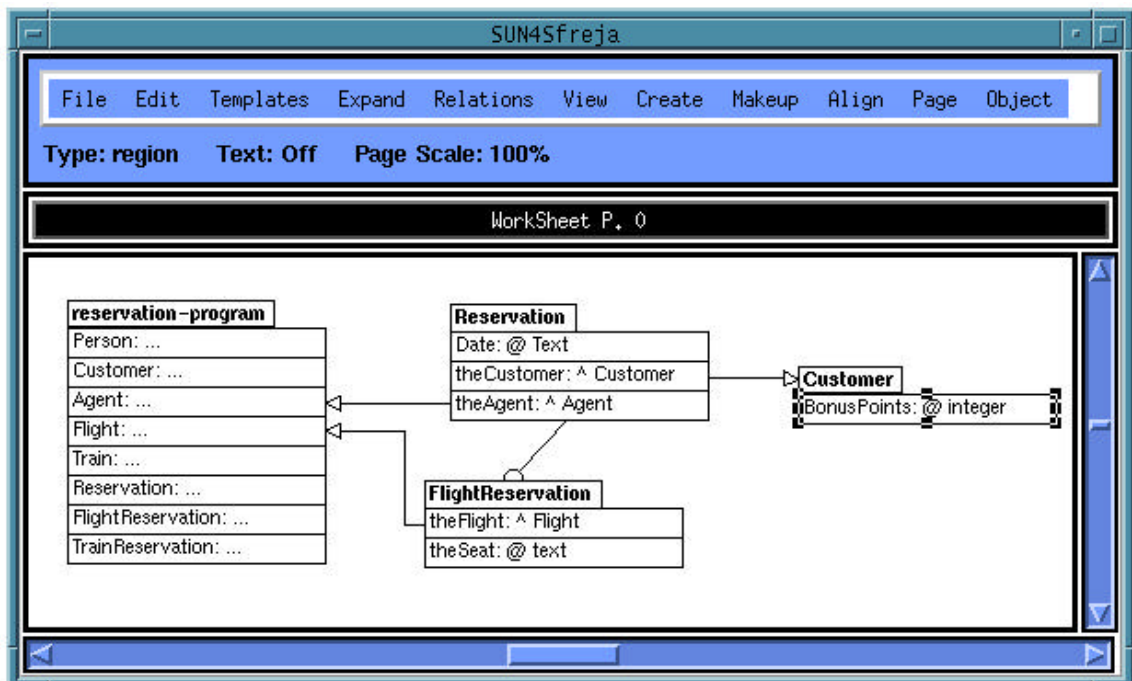 SUN4Sfreja
File Edit Templates Expand Relations View Create Makeup Align Page Object
Type: region Text: Off Page Scale: 100%
WorkSheet P. 0
reservation-program
Person: ...
Customer: ...
Agent: ...
Flight: ...
Train: ...
Reservation: ...
FlightReservation: ...
TrainReservation: ...
Reservation
Date: @ Text
theCustomer: ^ Customer
theAgent: ^ Agent
FlightReservation
theFlight: ^ Flight
theSeat: @ text
Customer
BonusPoints: @ integer